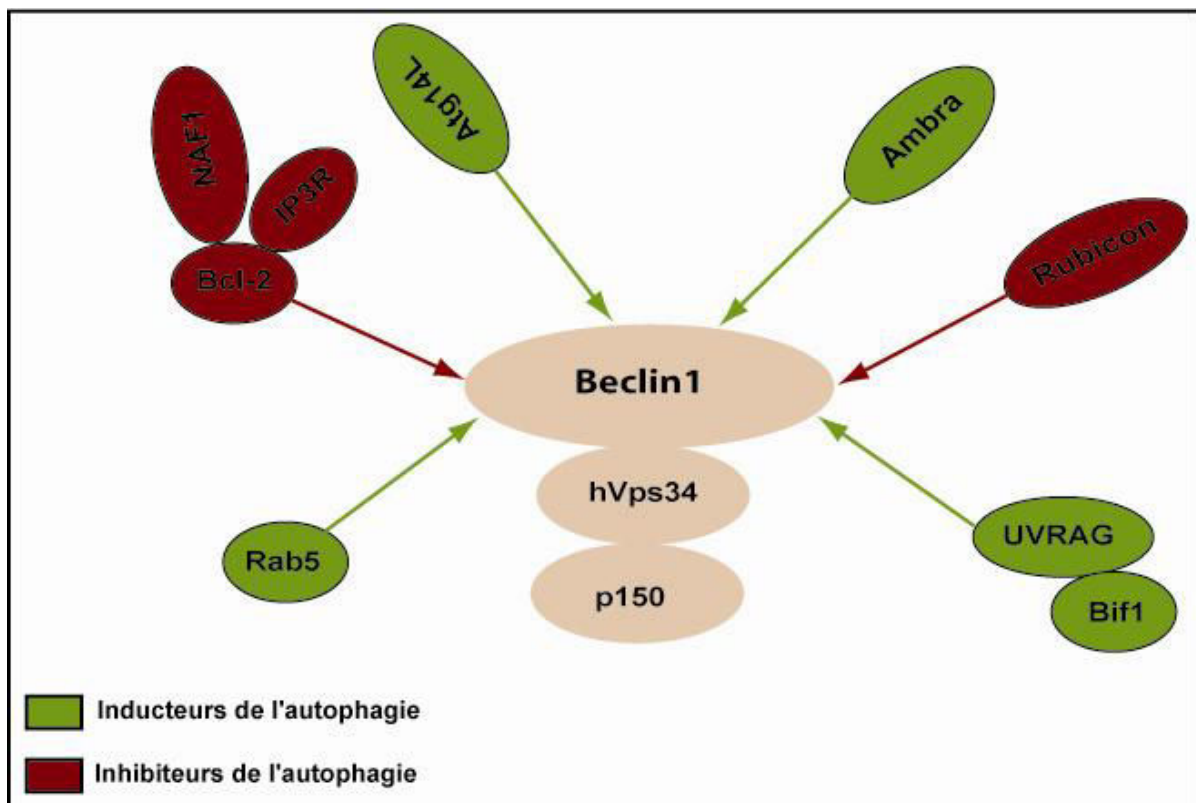 Atg14L
Ambra
NAF1
IP3R
Bcl-2
Rubicon
Beclin1
hVps34
Rab5
UVRAG
p150
Bif1
Inducteurs de l'autophagie
Inhibiteurs de l'autophagie